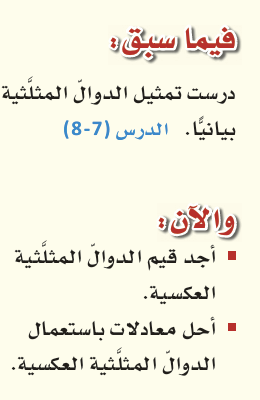 فيما سبق:
درست تمثيل الدوالّ المثلَّثية
بيانيًّا. الدرس (7-8)
والآن:
■ أجد قيم الدوالّ المثلَّثية
العكسية.
■ أحل معادلات باستعمال
الدوالّ المثلَّثية العكسية.